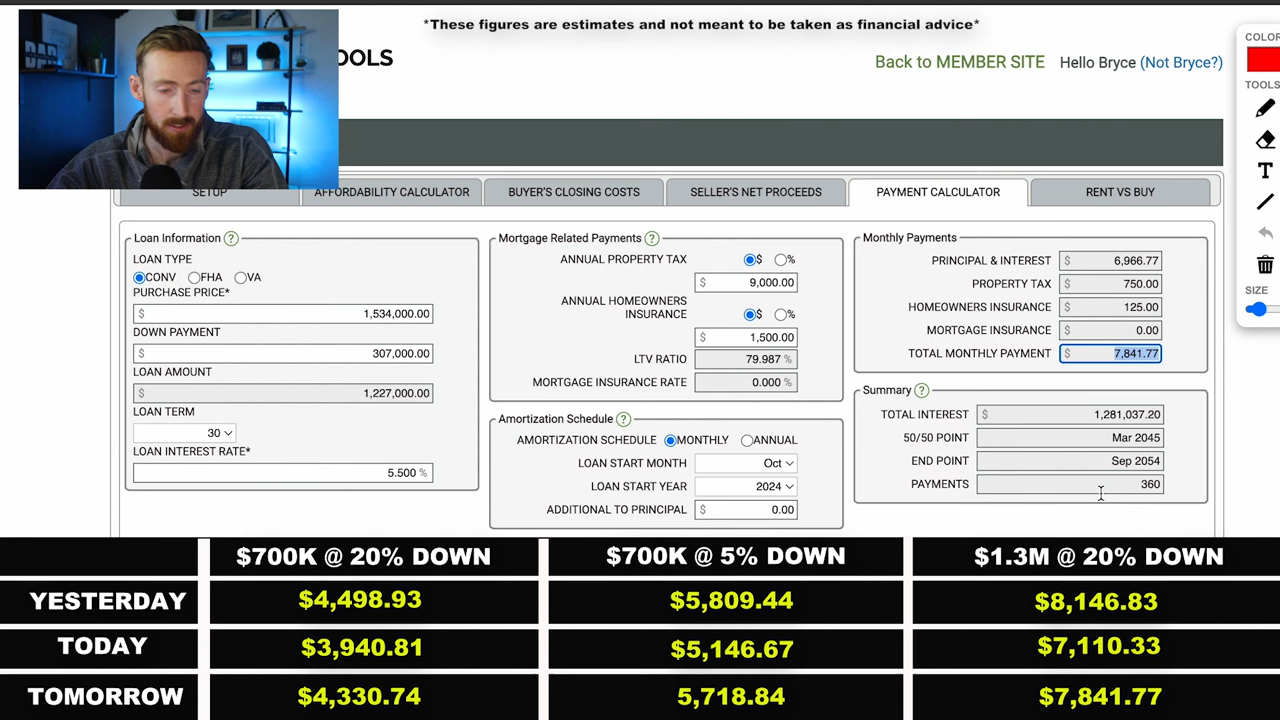 *These figures are estimates and not meant to be taken as financial advice*
OOLS
Back to MEMBER SITE Hello Bryce (Not Bryce?)
COLOR
TOOLS
T
SIZE
SETUP AFFORDABILITY CALCULATOR BUYER'S CLOSING COSTS SELLER'S NET PROCEEDS PAYMENT CALCULATOR RENT VS BUY
Loan Information ?
LOAN TYPE
CONV FHA VA
PURCHASE PRICE*
$ 1,534,000.00
DOWN PAYMENT
$ 307,000.00
LOAN AMOUNT
$ 1,227,000.00
LOAN TERM
30
LOAN INTEREST RATE*
5.500 %
Mortgage Related Payments ?
ANNUAL PROPERTY TAX $ %
$ 9,000.00
ANNUAL HOMEOWNERS
INSURANCE $ %
$ 1,500.00
LTV RATIO 79.987 %
MORTGAGE INSURANCE RATE 0.000 %
Amortization Schedule ?
AMORTIZATION SCHEDULE MONTHLY ANNUAL
LOAN START MONTH Oct
LOAN START YEAR 2024
ADDITIONAL TO PRINCIPAL $ 0.00
Monthly Payments
PRINCIPAL & INTEREST $ 6,966.77
PROPERTY TAX $ 750.00
HOMEOWNERS INSURANCE $ 125.00
MORTGAGE INSURANCE $ 0.00
TOTAL MONTHLY PAYMENT $ 7,841.77
Summary ?
TOTAL INTEREST $ 1,281,037.20
50/50 POINT Mar 2045
END POINT Sep 2054
PAYMENTS 360
$700K @ 20% DOWN $700K @ 5% DOWN $1.3M @ 20% DOWN
YESTERDAY $4,498.93 $5,809.44 $8,146.83
TODAY $3,940.81 $5,146.67 $7,110.33
TOMORROW $4,330.74 5,718.84 $7,841.77